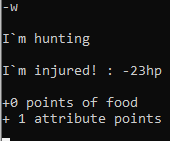 -w
I`m hunting
I`m injured! : -23hp
+0 points of food
+ 1 attribute points